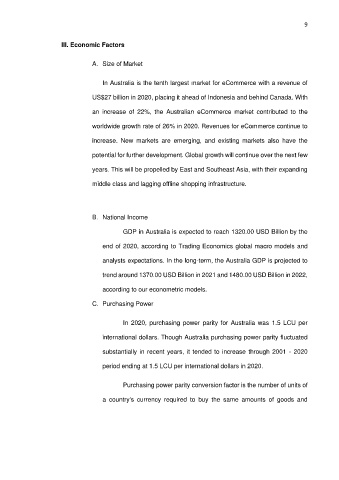 9
III. Economic Factors
A. Size of Market
In Australia is the tenth largest market for eCommerce with a revenue of
US$27 billion in 2020, placing it ahead of Indonesia and behind Canada. With
an increase of 22%, the Australian eCommerce market contributed to the
worldwide growth rate of 26% in 2020. Revenues for eCommerce continue to
increase. New markets are emerging, and existing markets also have the
potential for further development. Global growth will continue over the next few
years. This will be propelled by East and Southeast Asia, with their expanding
middle class and lagging offline shopping infrastructure.
B. National Income
GDP in Australia is expected to reach 1320.00 USD Billion by the
end of 2020, according to Trading Economics global macro models and
analysts expectations. In the long-term, the Australia GDP is projected to
trend around 1370.00 USD Billion in 2021 and 1480.00 USD Billion in 2022,
according to our econometric models.
C. Purchasing Power
In 2020, purchasing power parity for Australia was 1.5 LCU per
international dollars. Though Australia purchasing power parity fluctuated
substantially in recent years, it tended to increase through 2001 - 2020
period ending at 1.5 LCU per international dollars in 2020.
Purchasing power parity conversion factor is the number of units of
a country's currency required to buy the same amounts of goods and